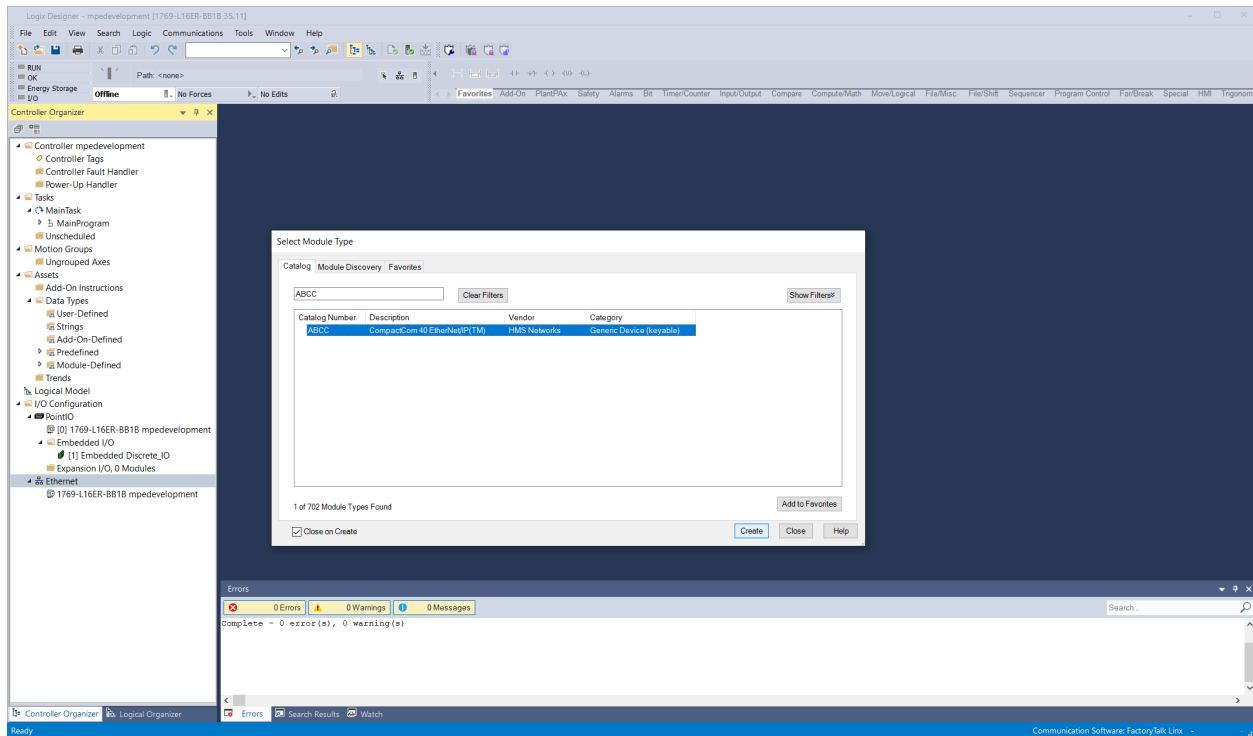 Logix Designer - mpedevelopment [1769-L16ER-BB1B 35.11]
File Edit View Search Logic Communications Tools Window Help
RUN
OK
Energy Storage
I/O
Path: <none>
Offline No Forces No Edits
Favorites Add-On PlantPAx Safety Alarms Bit Timer/Counter Input/Output Compare Compute/Math Move/Logical File/Misc. File/Shift Sequencer Program Control For/Break Special HMI Trigonom
Controller Organizer
Controller mpedevelopment
Controller Tags
Controller Fault Handler
Power-Up Handler
Tasks
MainTask
MainProgram
Unscheduled
Motion Groups
Ungrouped Axes
Assets
Add-On Instructions
Data Types
User-Defined
Strings
Add-On-Defined
Predefined
Module-Defined
Trends
Logical Model
I/O Configuration
PointIO
[0] 1769-L16ER-BB1B mpedevelopment
Embedded I/O
[1] Embedded Discrete_IO
Expansion I/O, 0 Modules
Ethernet
1769-L16ER-BB1B mpedevelopment
Controller Organizer Logical Organizer
Select Module Type
Catalog Module Discovery Favorites
ABCC Clear Filters Show Filters
Catalog Number Description Vendor Category
ABCC CompactCom 40 EtherNet/IP(TM) HMS Networks Generic Device (keyable)
1 of 702 Module Types Found Add to Favorites
Close on Create Create Close Help
Errors
0 Errors 0 Warnings 0 Messages Search...
Complete - 0 error(s), 0 warning(s)
Errors Search Results Watch
Ready Communication Software: FactoryTalk Linx -